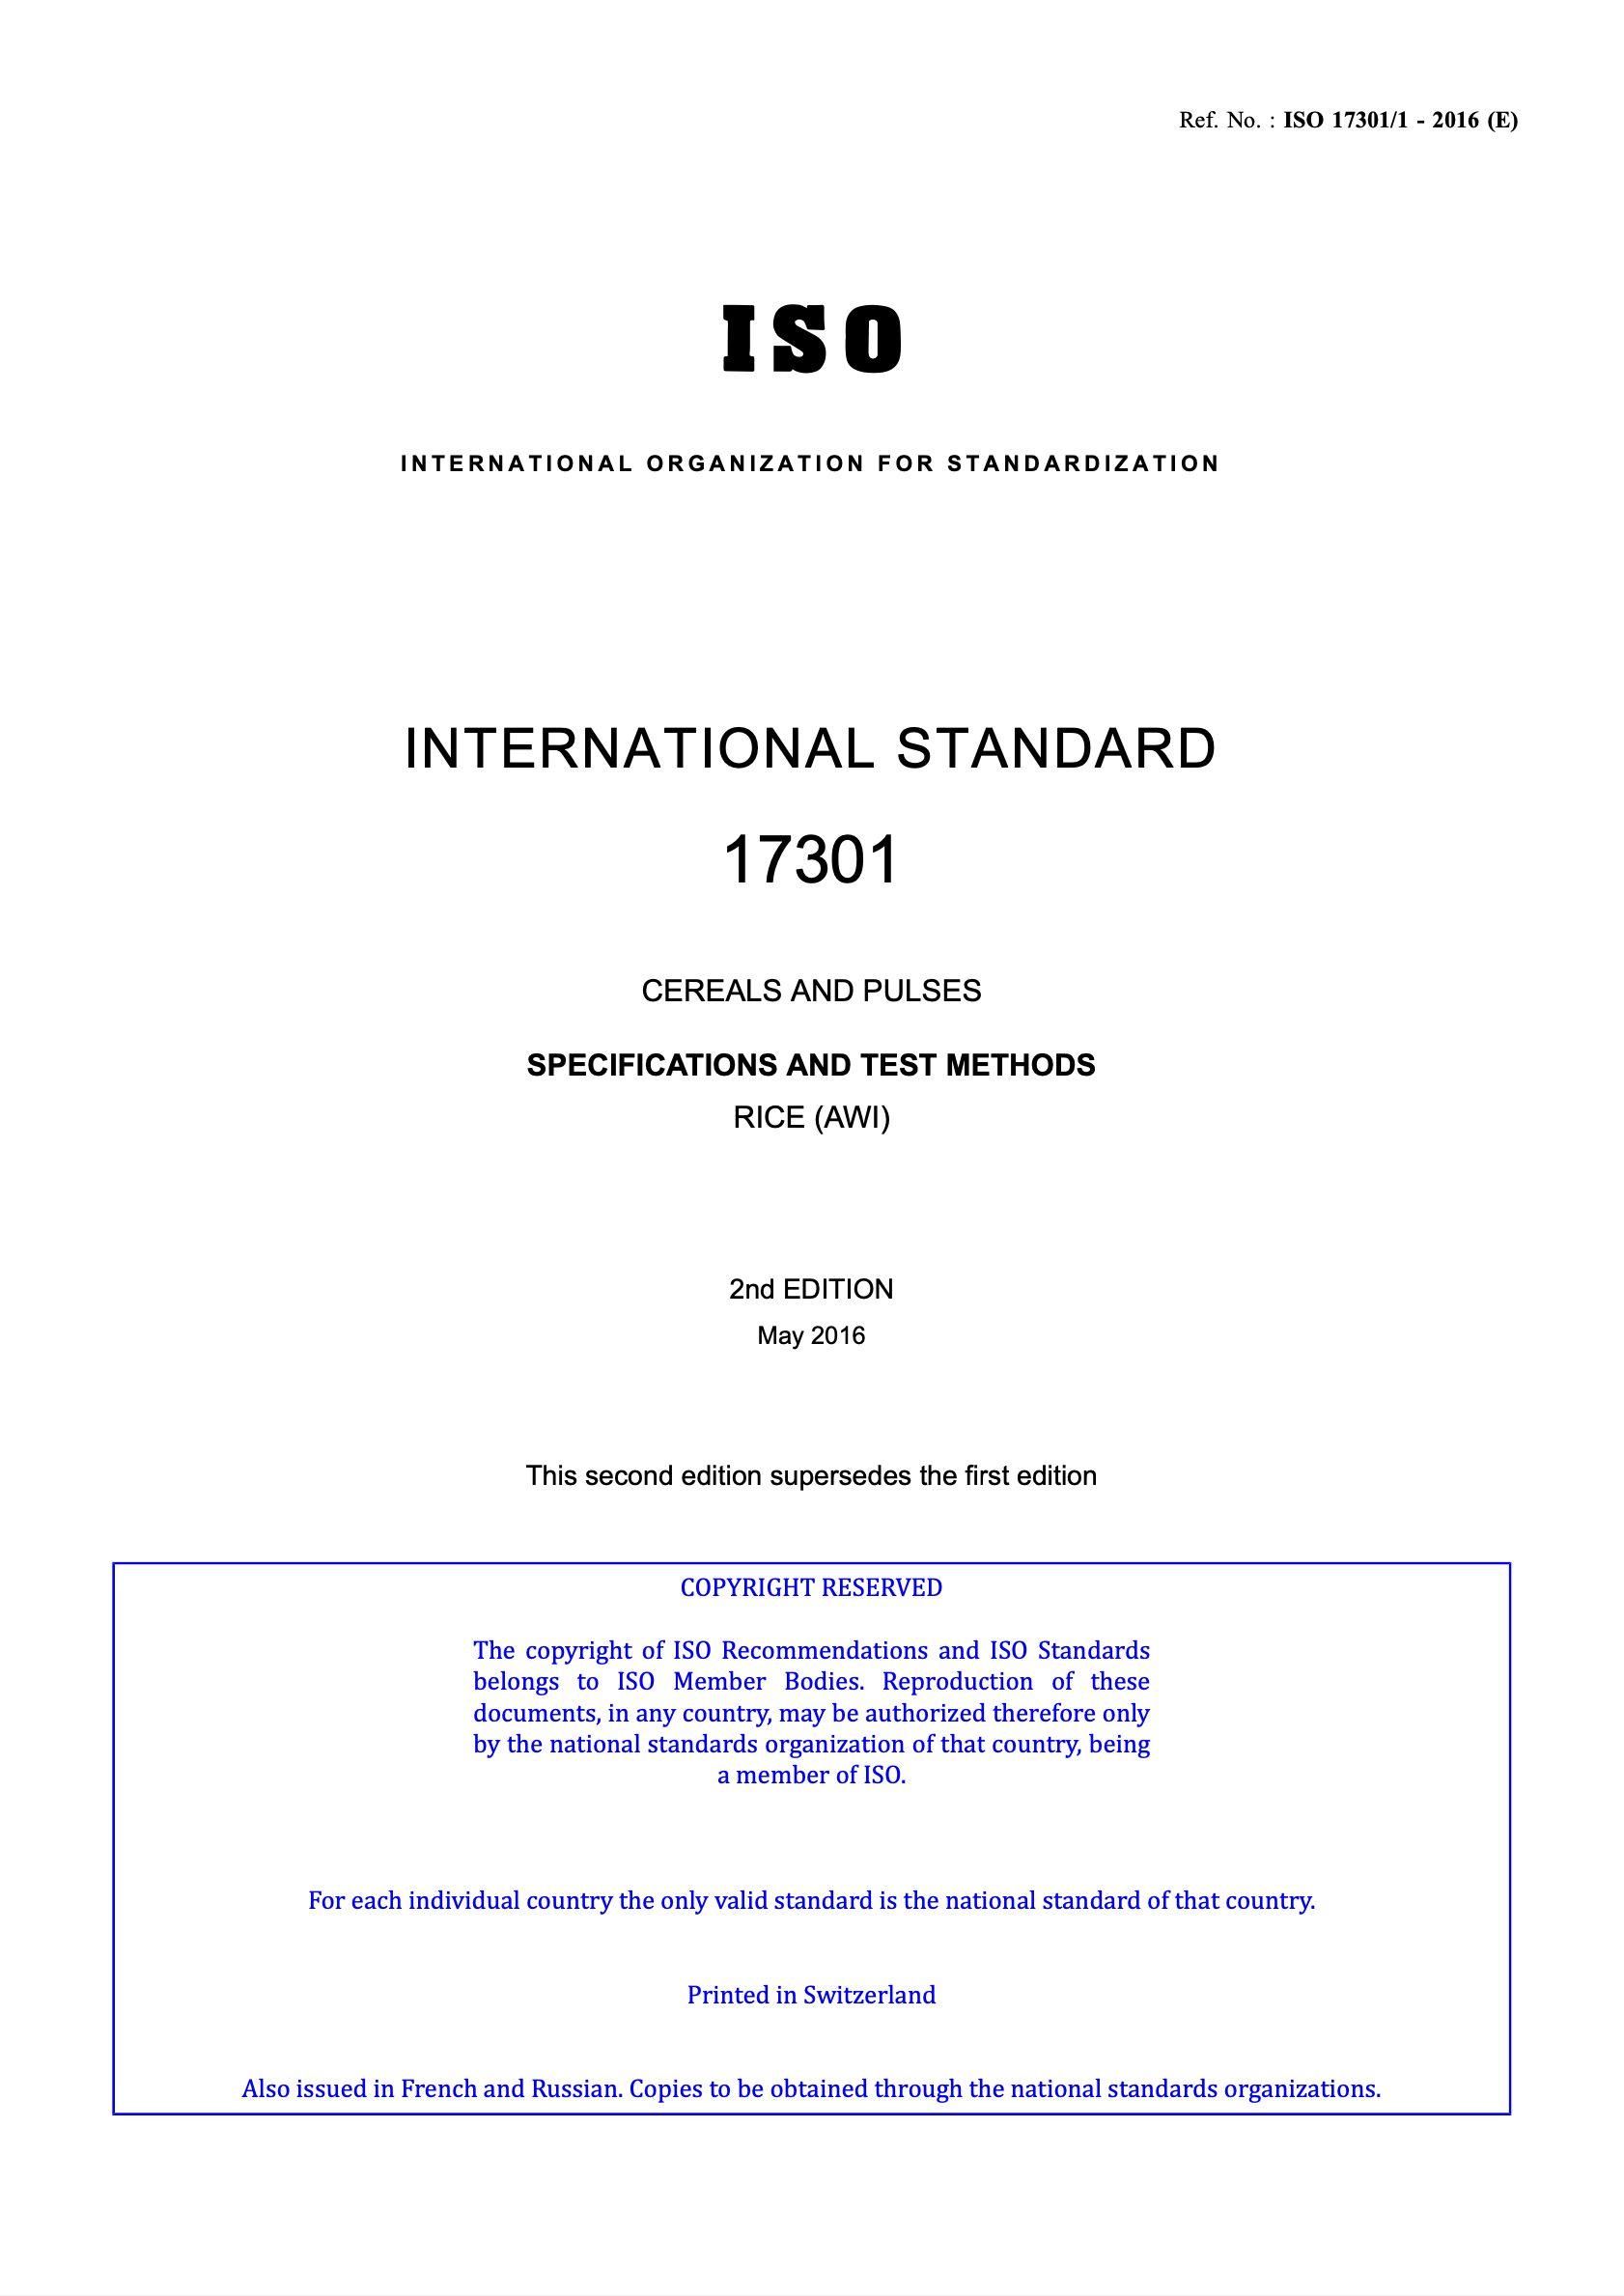 Ref. No. : ISO 17301/1 - 2016 (E)
ISO
INTERNATIONAL ORGANIZATION FOR STANDARDIZATION
INTERNATIONAL STANDARD
17301
CEREALS AND PULSES
SPECIFICATIONS AND TEST METHODS
RICE (AWI)
2nd EDITION
May 2016
This second edition supersedes the first edition
COPYRIGHT RESERVED
The copyright of ISO Recommendations and ISO Standards
belongs to ISO Member Bodies. Reproduction of these
documents, in any country, may be authorized therefore only
by the national standards organization of that country, being
a member of ISO.
For each individual country the only valid standard is the national standard of that country.
Printed in Switzerland
Also issued in French and Russian. Copies to be obtained through the national standards organizations.